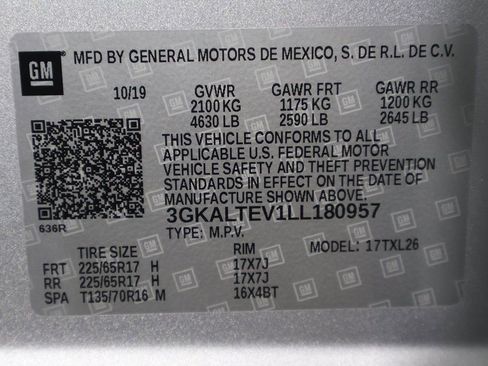 GM MFD BY GENERAL MOTORS DE MEXICO, S. DE R.L. DE C.V.
10/19 GVWR GAWR FRT GAWR RR
2100 KG 1175 KG 1200 KG
4630 LB 2590 LB 2645 LB
THIS VEHICLE CONFORMS TO ALL
APPLICABLE U.S. FEDERAL MOTOR
VEHICLE SAFETY AND THEFT PREVENTION
STANDARDS IN EFFECT ON THE DATE OF
MANUFACTURE SHOWN ABOVE.
3GKALTEV1LL180957
636R TYPE: M.P.V. MODEL: 17TXL26
TIRE SIZE RIM
FRT 225/65R17 H 17X7J
RR 225/65R17 H 17X7J
SPA T135/70R16 M 16X4BT